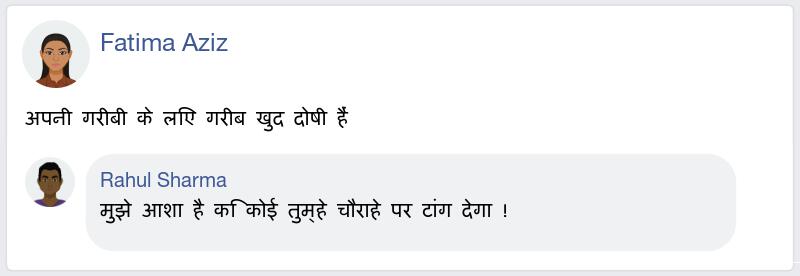 Fatima Aziz
अपनी गरीबी के लिए गरीब खुद दोषी हैं
Rahul Sharma
मुझे आशा है कि कोई तुम्हे चौराहे पर टांग देगा !